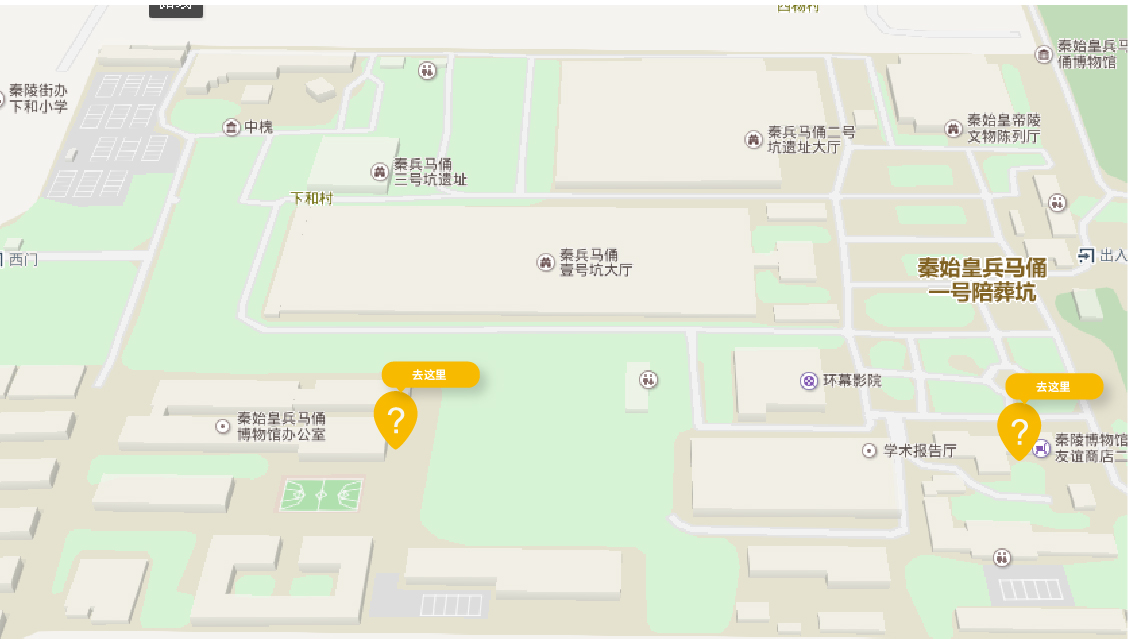 西杨村
秦始皇兵马
俑博物馆
秦陵街办
下和小学
中槐
秦始皇帝陵
文物陈列厅
秦兵马俑二号
坑遗址大厅
秦兵马俑
三号坑遗址
下和村
西门
秦兵马俑
壹号坑大厅
出入
秦始皇兵马俑
一号陪葬坑
去这里
环幕影院
去这里
?
秦始皇兵马俑
博物馆办公室
?
学术报告厅
秦陵博物馆
友谊商店二